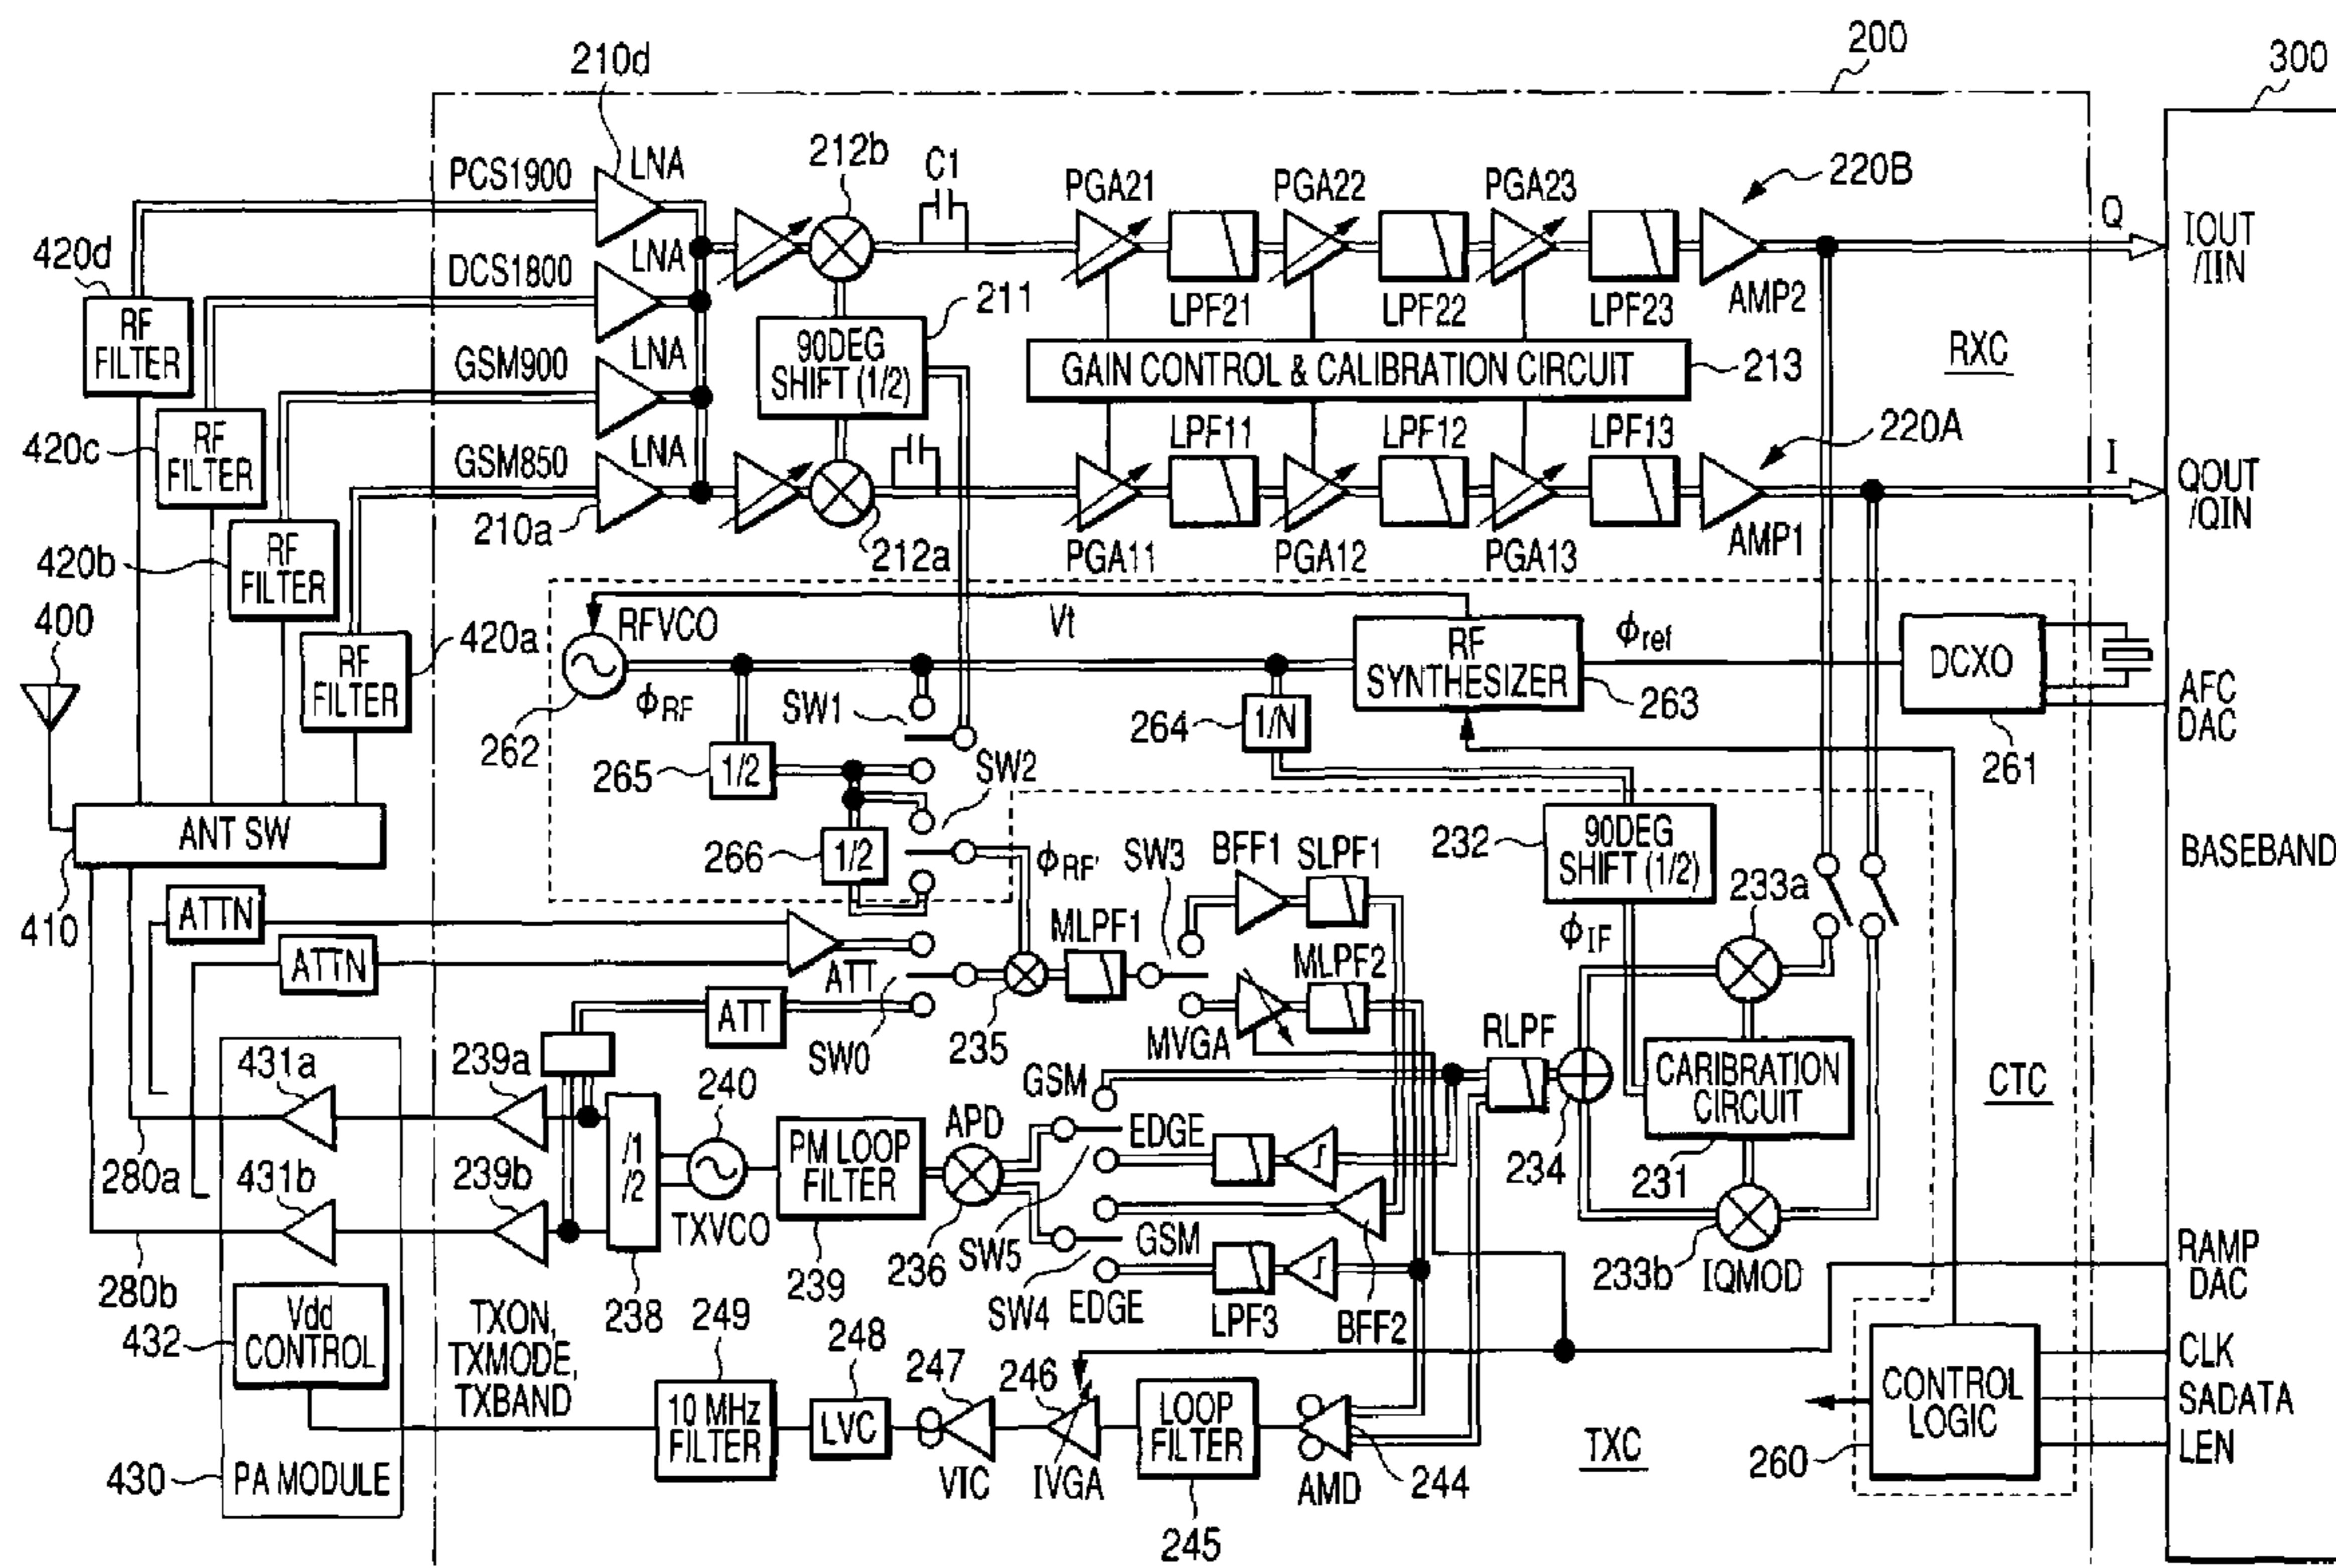 200
300
210d
PCS1900
LNA
212b
C1
PGA21
PGA22
PGA23
220B
Q
IOUT
/IIN
420d
RF
FILTER
DCS1800
LNA
211
LPF21
LPF22
LPF23
AMP2
RXC
GSM900
LNA
90DEG
SHIFT (1/2)
GAIN CONTROL & CALIBRATION CIRCUIT
213
420c
RF
FILTER
GSM850
LNA
LPF11
LPF12
LPF13
220A
I
QOUT
/QIN
210a
212a
PGA11
PGA12
PGA13
AMP1
420b
RF
FILTER
400
420a
RF
FILTER
RFVCO
Vt
RF
SYNTHESIZER
ϕref
DCXO
AFC
DAC
262
ϕRF
SW1
264
1/N
263
261
265
1/2
SW2
ANT SW
410
266
1/2
ϕRF'
SW3
BFF1
SLPF1
232
90DEG
SHIFT (1/2)
BASEBAND
233a
ATTN
ATTN
ATT
MLPF1
MLPF2
ϕIF
ATT
SW0
235
MVGA
RLPF
431a
239a
240
GSM
CARIBRATION
CIRCUIT
CTC
280a
/1
/2
PM LOOP
FILTER
APD
EDGE
234
231
431b
239b
TXVCO
239
236
SW5
GSM
233b
IQMOD
RAMP
DAC
280b
238
SW4
EDGE
LPF3
BFF2
432
Vdd
CONTROL
TXON,
TXMODE,
TXBAND
249
248
247
246
CLK
SADATA
LEN
10 MHz
FILTER
LVC
LOOP
FILTER
CONTROL
LOGIC
430
PA MODULE
VIC
IVGA
AMD
244
TXC
260
245